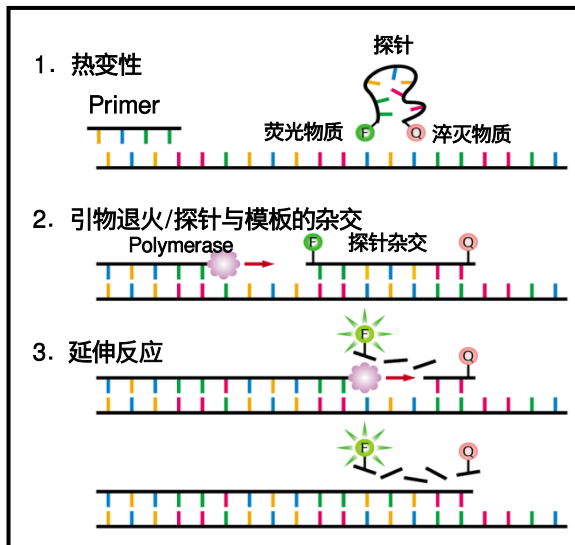 探针
1. 热变性
Primer
荧光物质 F Q 淬灭物质
2. 引物退火/探针与模板的杂交
Polymerase F 探针杂交 Q
F
3. 延伸反应
Q
F
Q